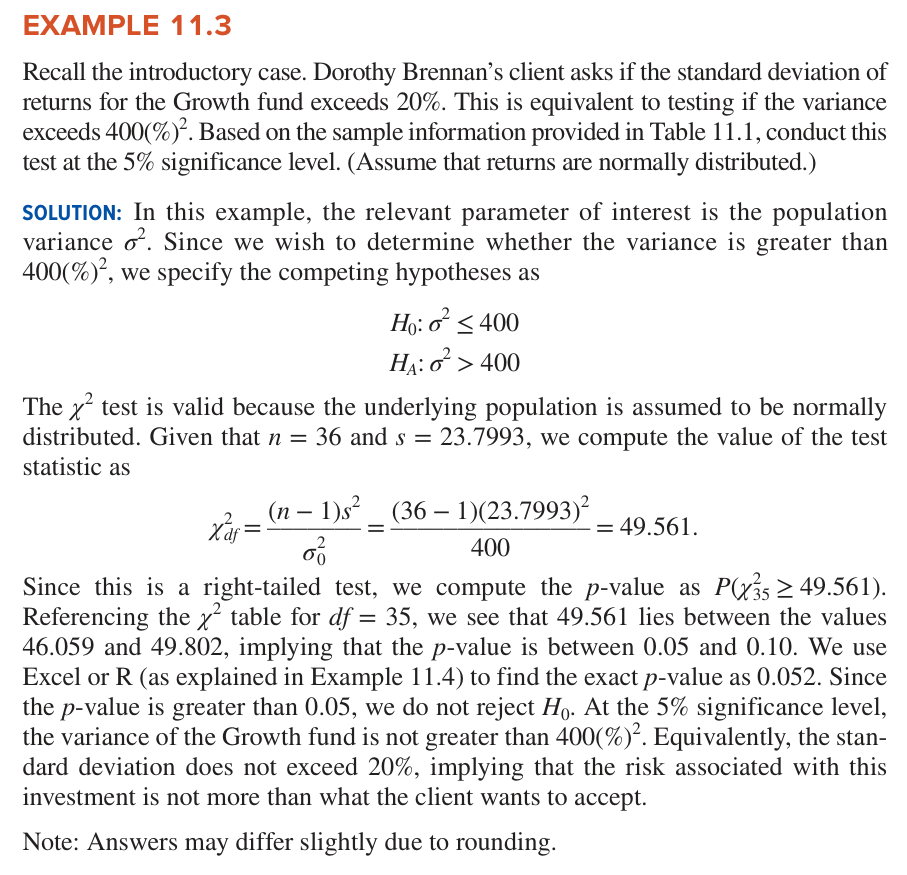 EXAMPLE 11.3
Recall the introductory case. Dorothy Brennan's client asks if the standard deviation of
returns for the Growth fund exceeds 20%. This is equivalent to testing if the variance
exceeds 400(%)². Based on the sample information provided in Table 11.1, conduct this
test at the 5% significance level. (Assume that returns are normally distributed.)
SOLUTION: In this example, the relevant parameter of interest is the population
variance σ². Since we wish to determine whether the variance is greater than
400(%)², we specify the competing hypotheses as
H₀: σ² ≤ 400
H_A: σ² > 400
The χ² test is valid because the underlying population is assumed to be normally
distributed. Given that n = 36 and s = 23.7993, we compute the value of the test
statistic as
χ²_df = (n − 1)s² / σ₀² = (36 − 1)(23.7993)² / 400 = 49.561.
Since this is a right-tailed test, we compute the p-value as P(χ²₃₅ ≥ 49.561).
Referencing the χ² table for df = 35, we see that 49.561 lies between the values
46.059 and 49.802, implying that the p-value is between 0.05 and 0.10. We use
Excel or R (as explained in Example 11.4) to find the exact p-value as 0.052. Since
the p-value is greater than 0.05, we do not reject H₀. At the 5% significance level,
the variance of the Growth fund is not greater than 400(%)². Equivalently, the stan-
dard deviation does not exceed 20%, implying that the risk associated with this
investment is not more than what the client wants to accept.
Note: Answers may differ slightly due to rounding.